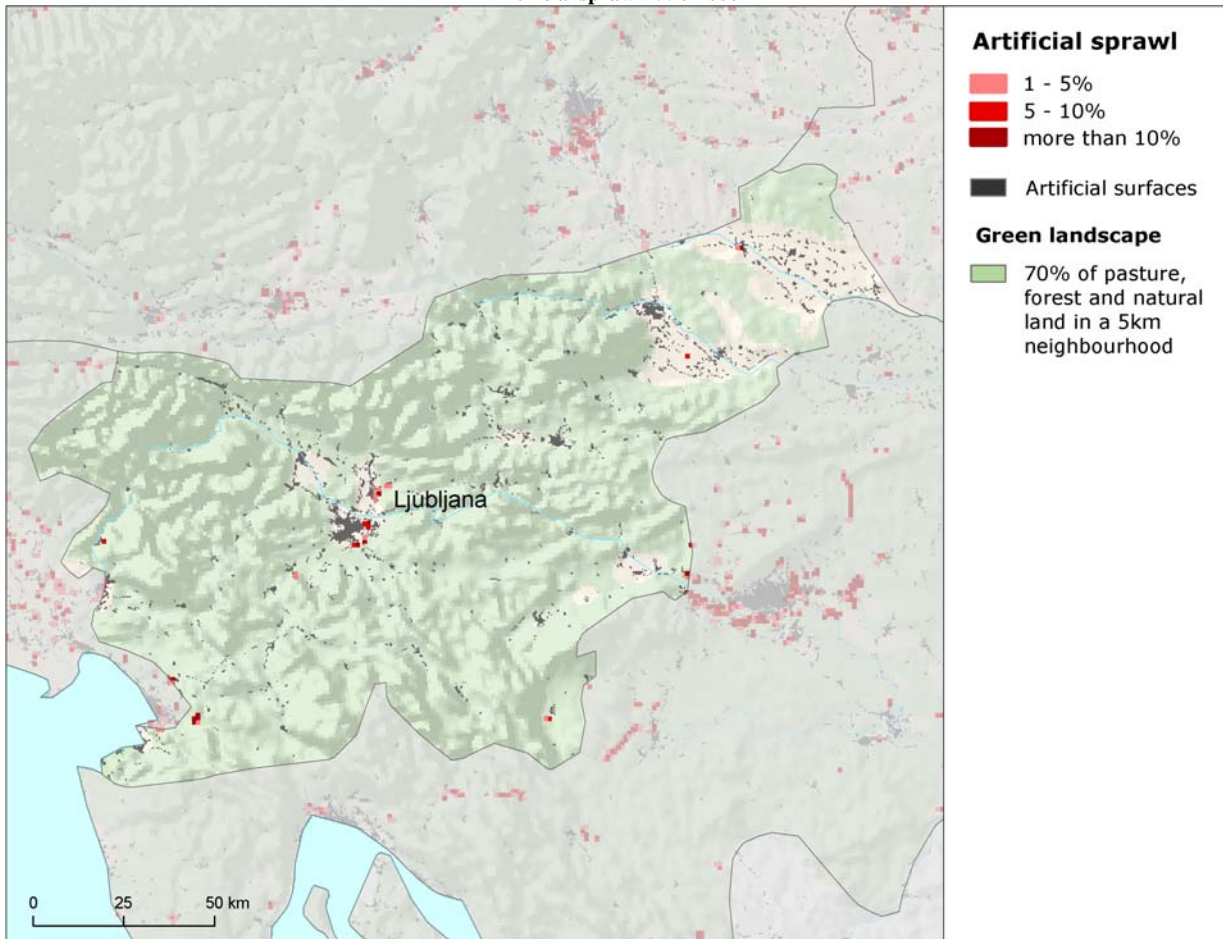 Artificial sprawl
1 - 5%
5 - 10%
more than 10%
Artificial surfaces
Green landscape
70% of pasture,
forest and natural
land in a 5km
neighbourhood
Ljubljana
0 25 50 km